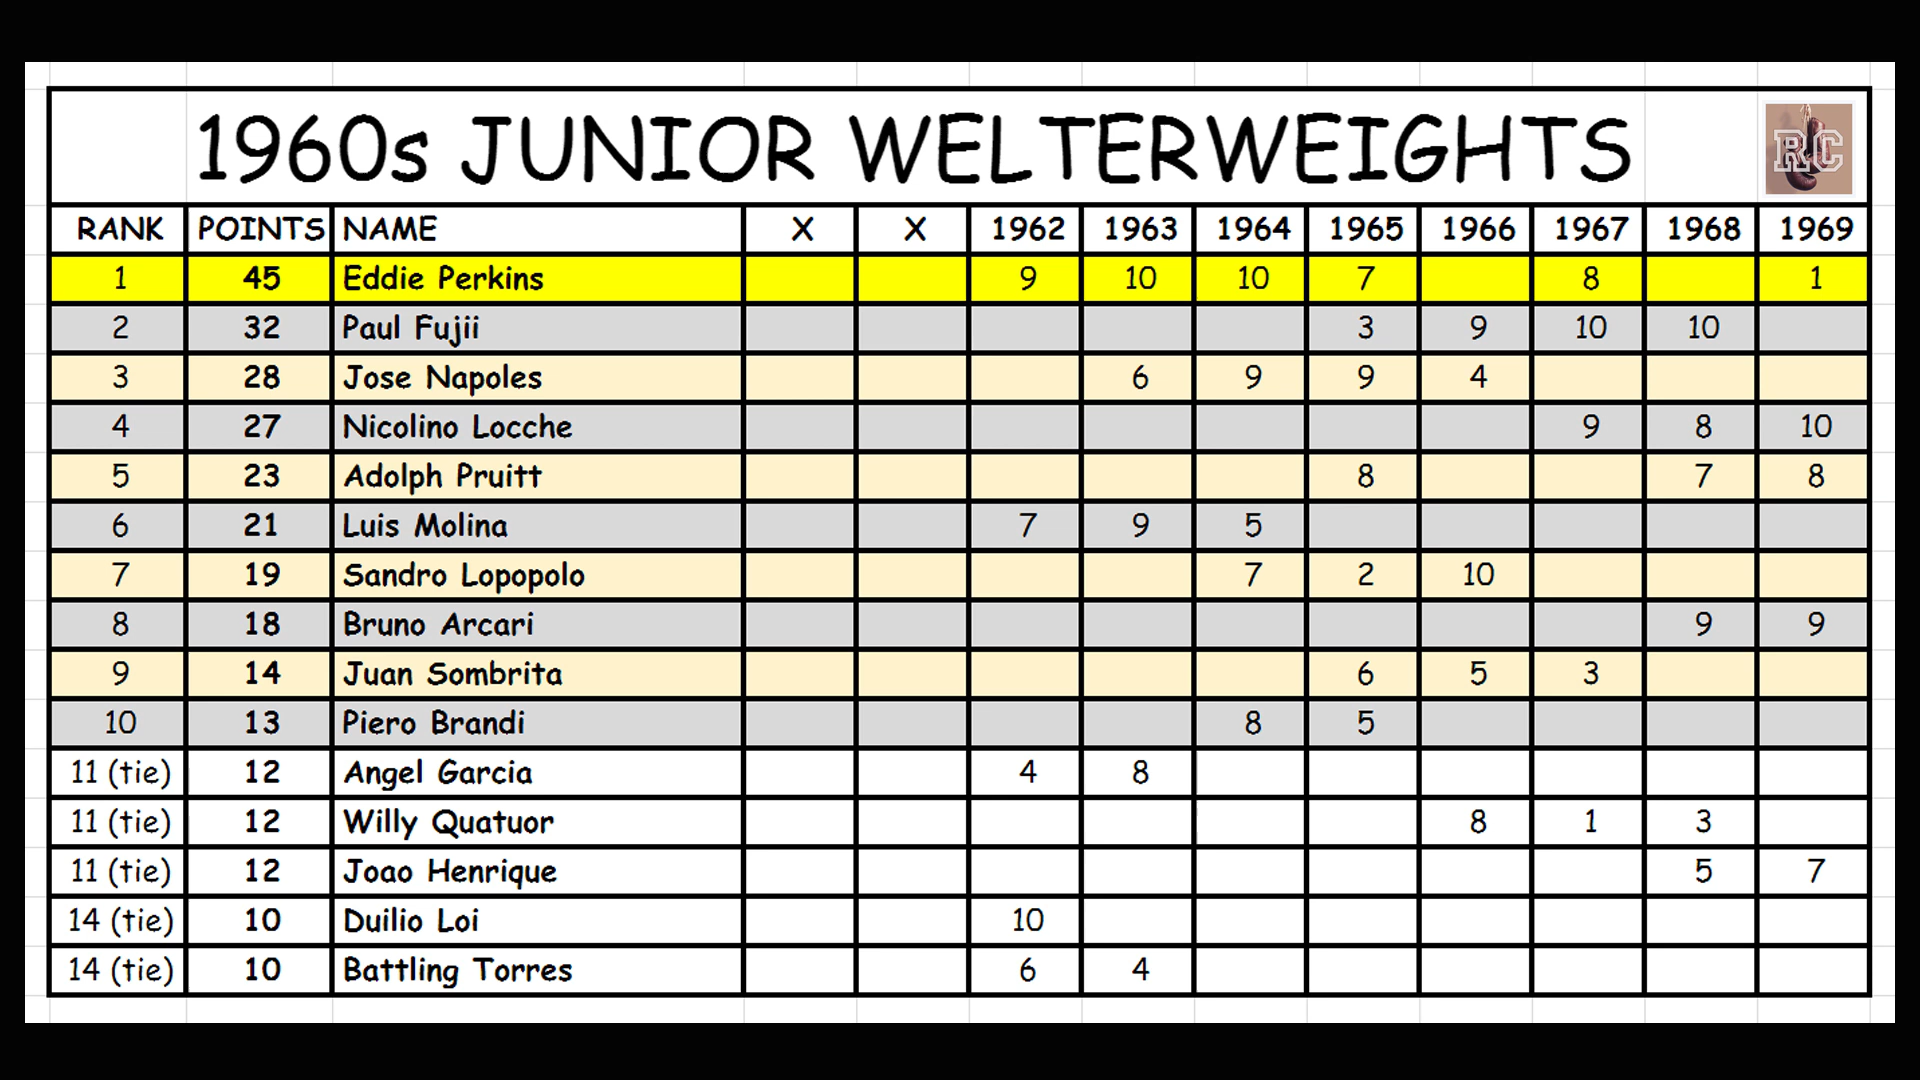 1960s JUNIOR WELTERWEIGHTS RC
RANK POINTS NAME X X 1962 1963 1964 1965 1966 1967 1968 1969
1 45 Eddie Perkins 9 10 10 7 8 1
2 32 Paul Fujii 3 9 10 10
3 28 Jose Napoles 6 9 9 4
4 27 Nicolino Locche 9 8 10
5 23 Adolph Pruitt 8 7 8
6 21 Luis Molina 7 9 5
7 19 Sandro Lopopolo 7 2 10
8 18 Bruno Arcari 9 9
9 14 Juan Sombrita 6 5 3
10 13 Piero Brandi 8 5
11 (tie) 12 Angel Garcia 4 8
11 (tie) 12 Willy Quatuor 8 1 3
11 (tie) 12 Joao Henrique 5 7
14 (tie) 10 Duilio Loi 10
14 (tie) 10 Battling Torres 6 4